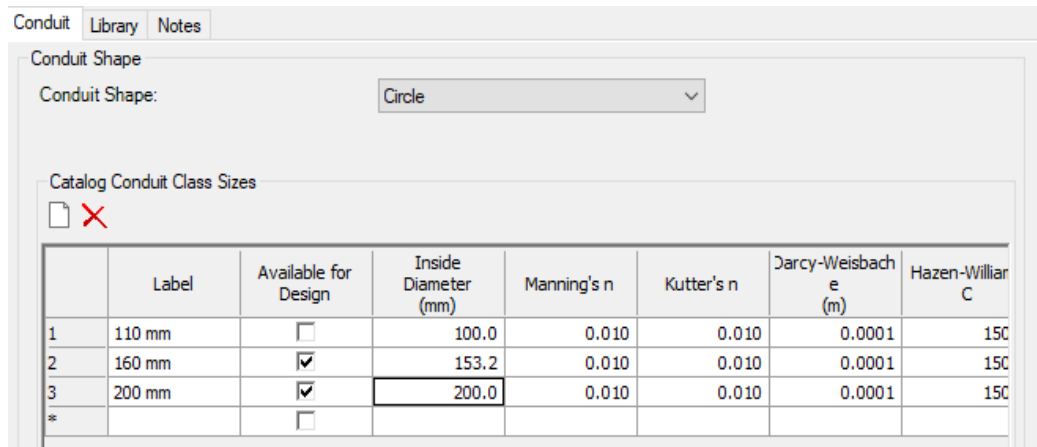 Conduit Library Notes
Conduit Shape
Conduit Shape: Circle
Catalog Conduit Class Sizes
Label Available for Design Inside Diameter (mm) Manning's n Kutter's n Darcy-Weisbach e (m) Hazen-Williar C
1 110 mm 100.0 0.010 0.010 0.0001 150
2 160 mm 153.2 0.010 0.010 0.0001 150
3 200 mm 200.0 0.010 0.010 0.0001 150
*